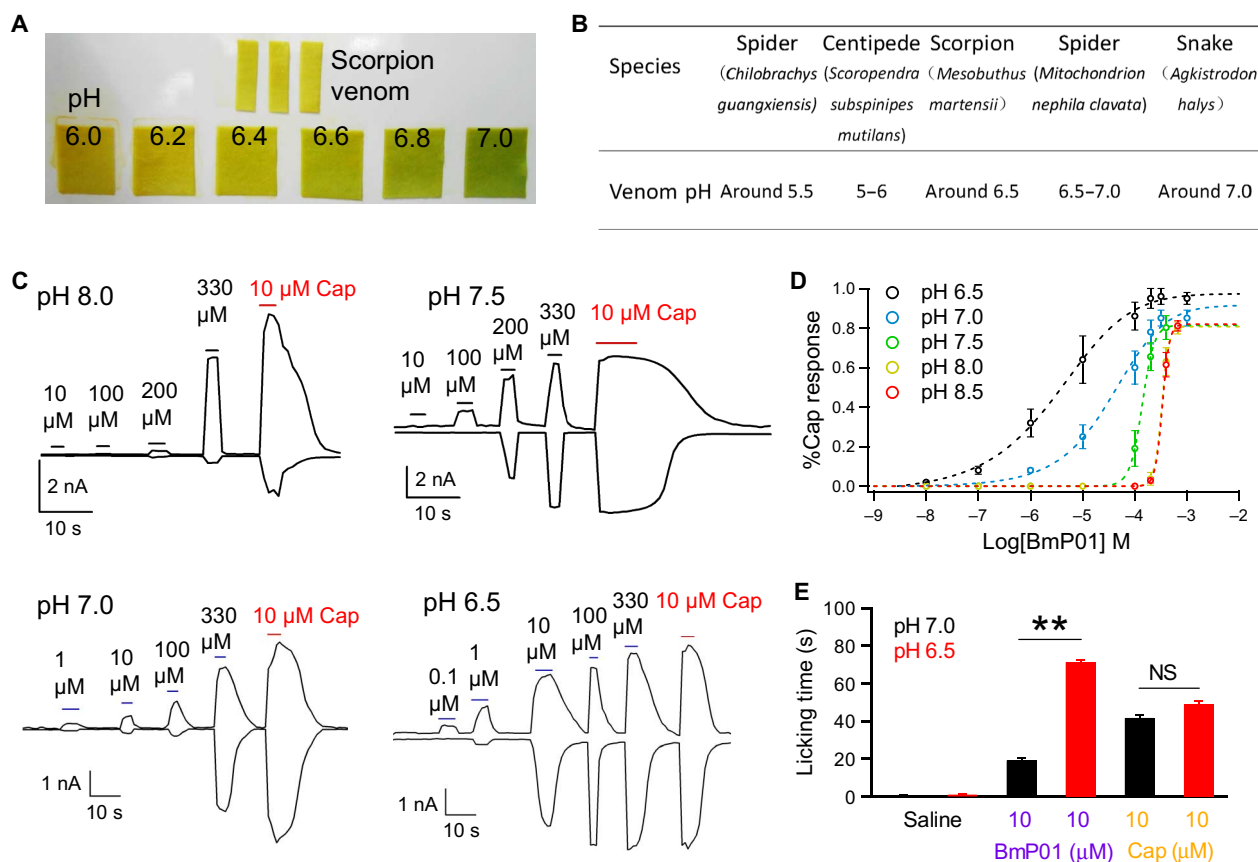 A
pH
Scorpion
venom
6.0 6.2 6.4 6.6 6.8 7.0
B
Species
Spider
(Chilobrachys
guangxiensis)
Centipede
(Scoropendra
subspinipes
mutilans)
Scorpion
(Mesobuthus
martensii)
Spider
(Mitochondrion
nephila clavata)
Snake
(Agkistrodon
halys)
Venom pH Around 5.5 5–6 Around 6.5 6.5–7.0 Around 7.0
C
pH 8.0
10
µM
100
µM
200
µM
330
µM
10 µM Cap
2 nA
10 s
pH 7.5
10
µM
100
µM
200
µM
330
µM
10 µM Cap
2 nA
10 s
pH 7.0
1
µM
10
µM
100
µM
330
µM
10 µM Cap
1 nA
10 s
pH 6.5
0.1
µM
1
µM
10
µM
100
µM
330
µM
10 µM Cap
1 nA
10 s
D
%Cap response
1.0
0.8
0.6
0.4
0.2
0.0
pH 6.5
pH 7.0
pH 7.5
pH 8.0
pH 8.5
–9 –8 –7 –6 –5 –4 –3 –2
Log[BmP01] M
E
Licking time (s)
100
80
60
40
20
0
pH 7.0
pH 6.5
**
NS
Saline 10 10 10 10
BmP01 (µM) Cap (µM)